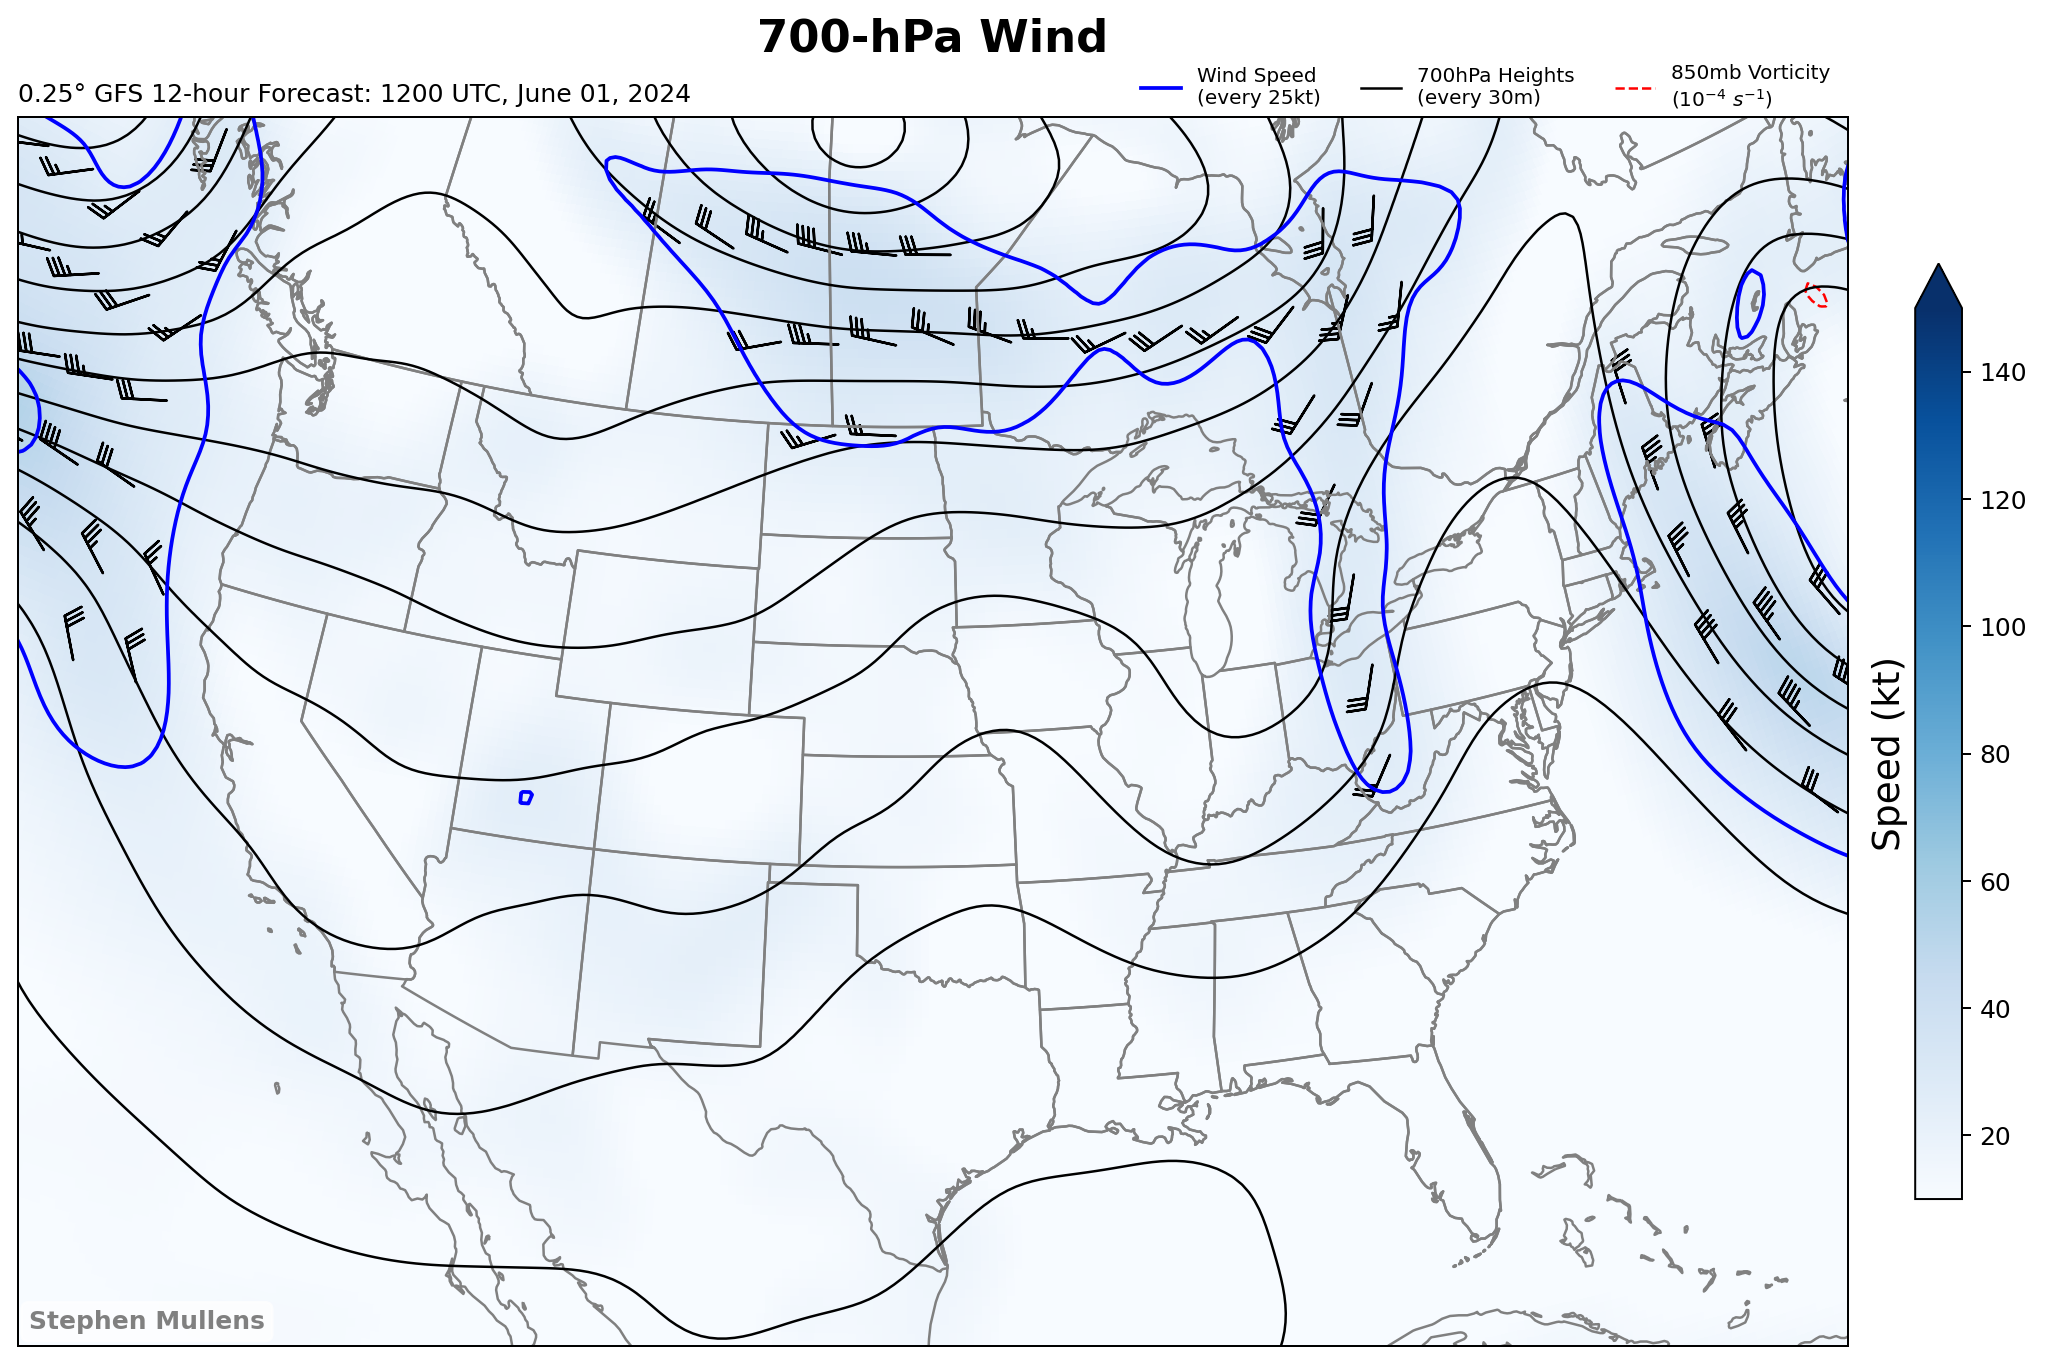 700-hPa Wind
0.25° GFS 12-hour Forecast: 1200 UTC, June 01, 2024
Wind Speed
(every 25kt)
700hPa Heights
(every 30m)
850mb Vorticity
(10⁻⁴ s⁻¹)
140
120
100
80
60
40
20
Speed (kt)
Stephen Mullens